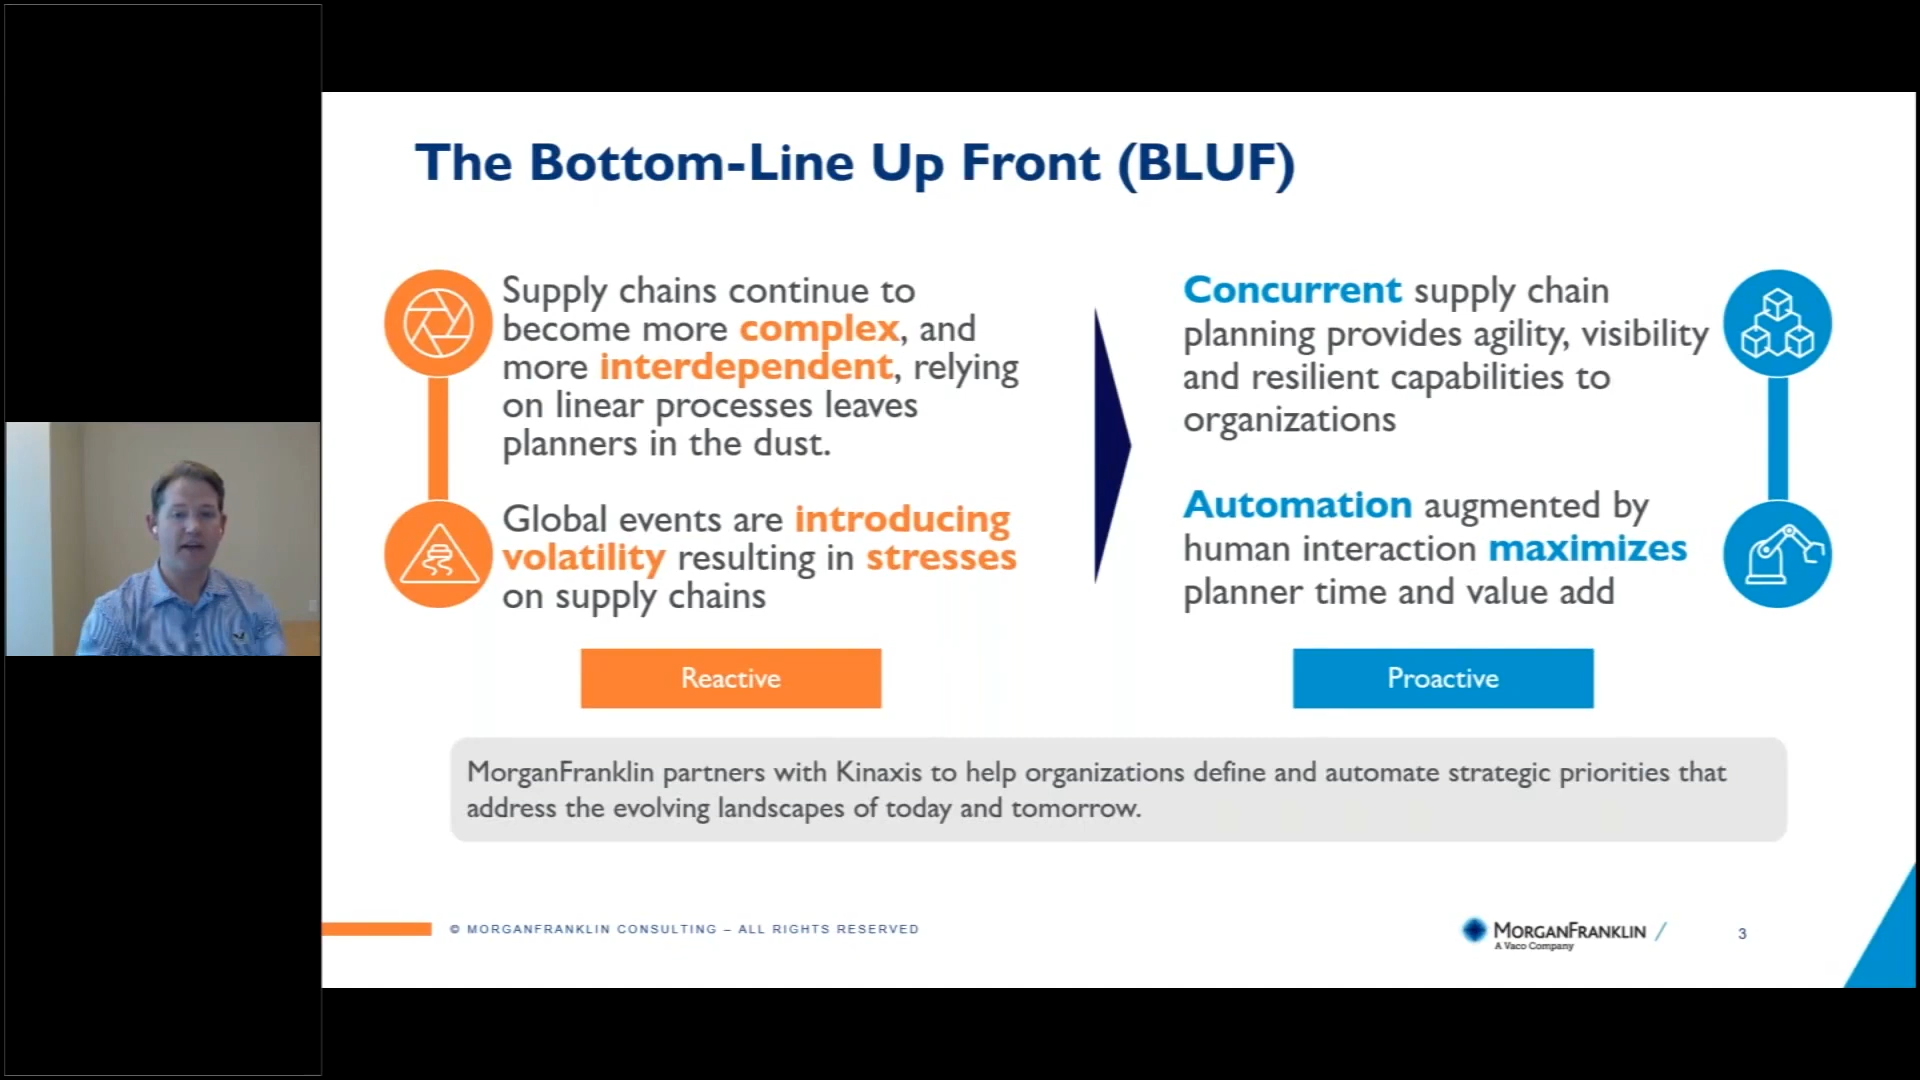 The Bottom-Line Up Front (BLUF)
Supply chains continue to
become more complex, and
more interdependent, relying
on linear processes leaves
planners in the dust.
Global events are introducing
volatility resulting in stresses
on supply chains
Reactive
Concurrent supply chain
planning provides agility, visibility
and resilient capabilities to
organizations
Automation augmented by
human interaction maximizes
planner time and value add
Proactive
MorganFranklin partners with Kinaxis to help organizations define and automate strategic priorities that
address the evolving landscapes of today and tomorrow.
© MORGANFRANKLIN CONSULTING – ALL RIGHTS RESERVED
MORGANFRANKLIN
A Vaco Company
3